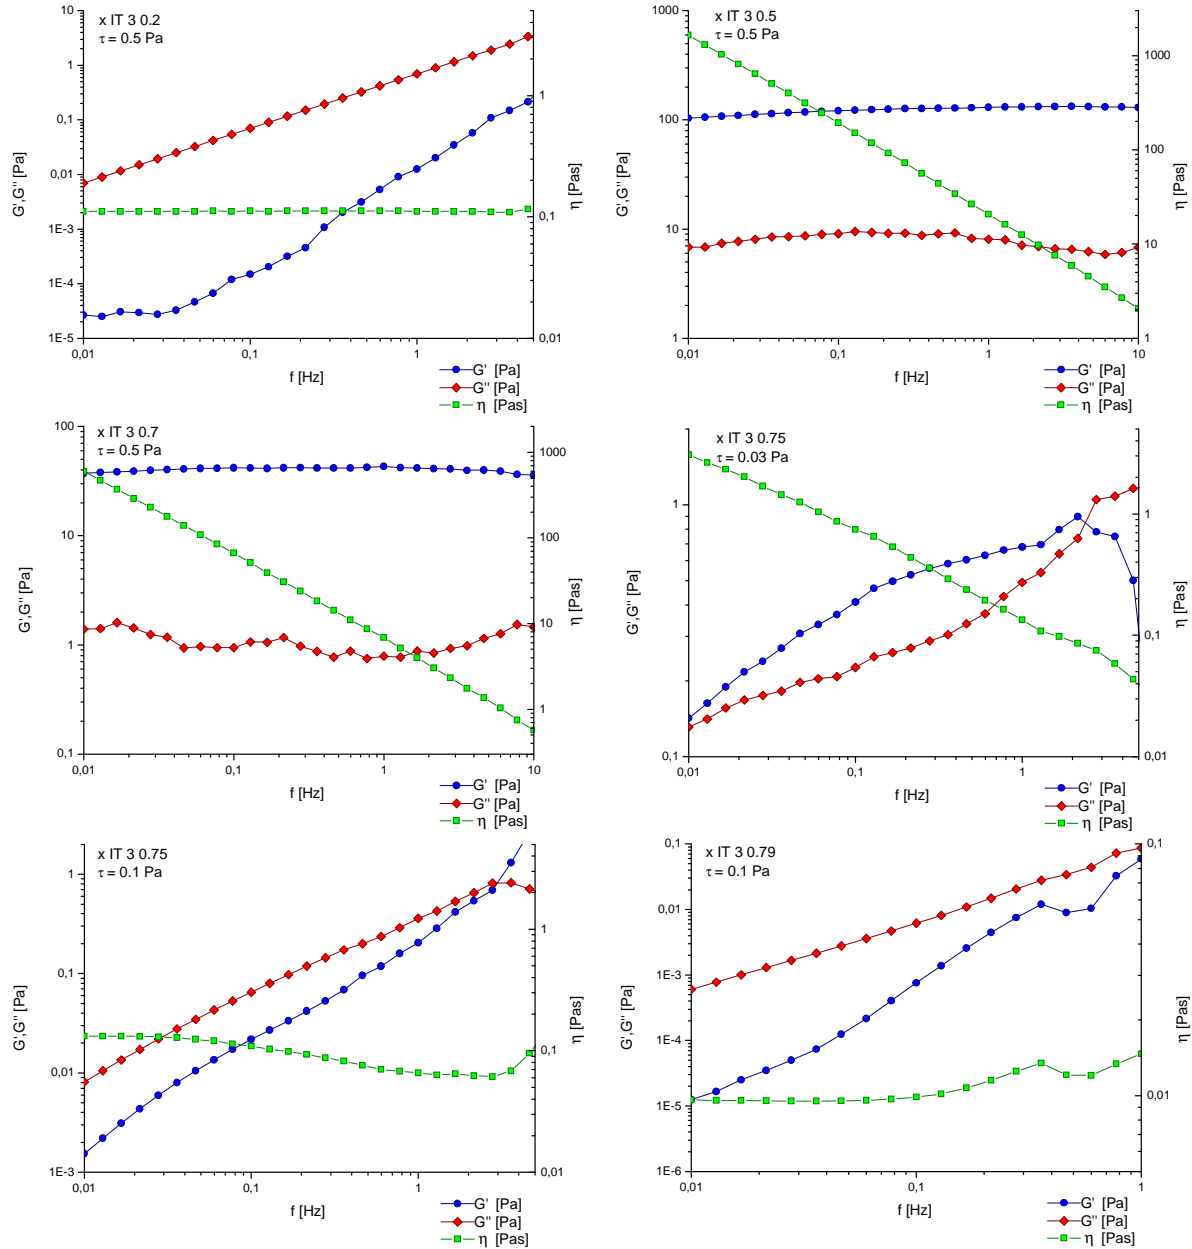 x IT 3 0.2
τ = 0.5 Pa
10
1
0,1
0,01
1E-3
1E-4
1E-5
G',G'' [Pa]
1
0,1
0,01
η [Pas]
0,01
0,1
1
f [Hz]
G' [Pa]
G'' [Pa]
η [Pas]
x IT 3 0.5
τ = 0.5 Pa
1000
100
10
1
G',G'' [Pa]
1000
100
10
1
η [Pas]
0,01
0,1
1
10
f [Hz]
G' [Pa]
G'' [Pa]
η [Pas]
x IT 3 0.7
τ = 0.5 Pa
100
10
1
0,1
G',G'' [Pa]
1000
100
10
1
η [Pas]
0,01
0,1
1
10
f [Hz]
G' [Pa]
G'' [Pa]
η [Pas]
x IT 3 0.75
τ = 0.03 Pa
1
0,1
G',G'' [Pa]
1
0,1
0,01
η [Pas]
0,01
0,1
1
f [Hz]
G' [Pa]
G'' [Pa]
η [Pas]
x IT 3 0.75
τ = 0.1 Pa
1
0,1
0,01
1E-3
G',G'' [Pa]
1
0,1
0,01
η [Pas]
0,01
0,1
1
f [Hz]
G' [Pa]
G'' [Pa]
η [Pas]
x IT 3 0.79
τ = 0.1 Pa
0,1
0,01
1E-3
1E-4
1E-5
1E-6
G',G'' [Pa]
0,1
0,01
η [Pas]
0,01
0,1
1
f [Hz]
G' [Pa]
G'' [Pa]
η [Pas]